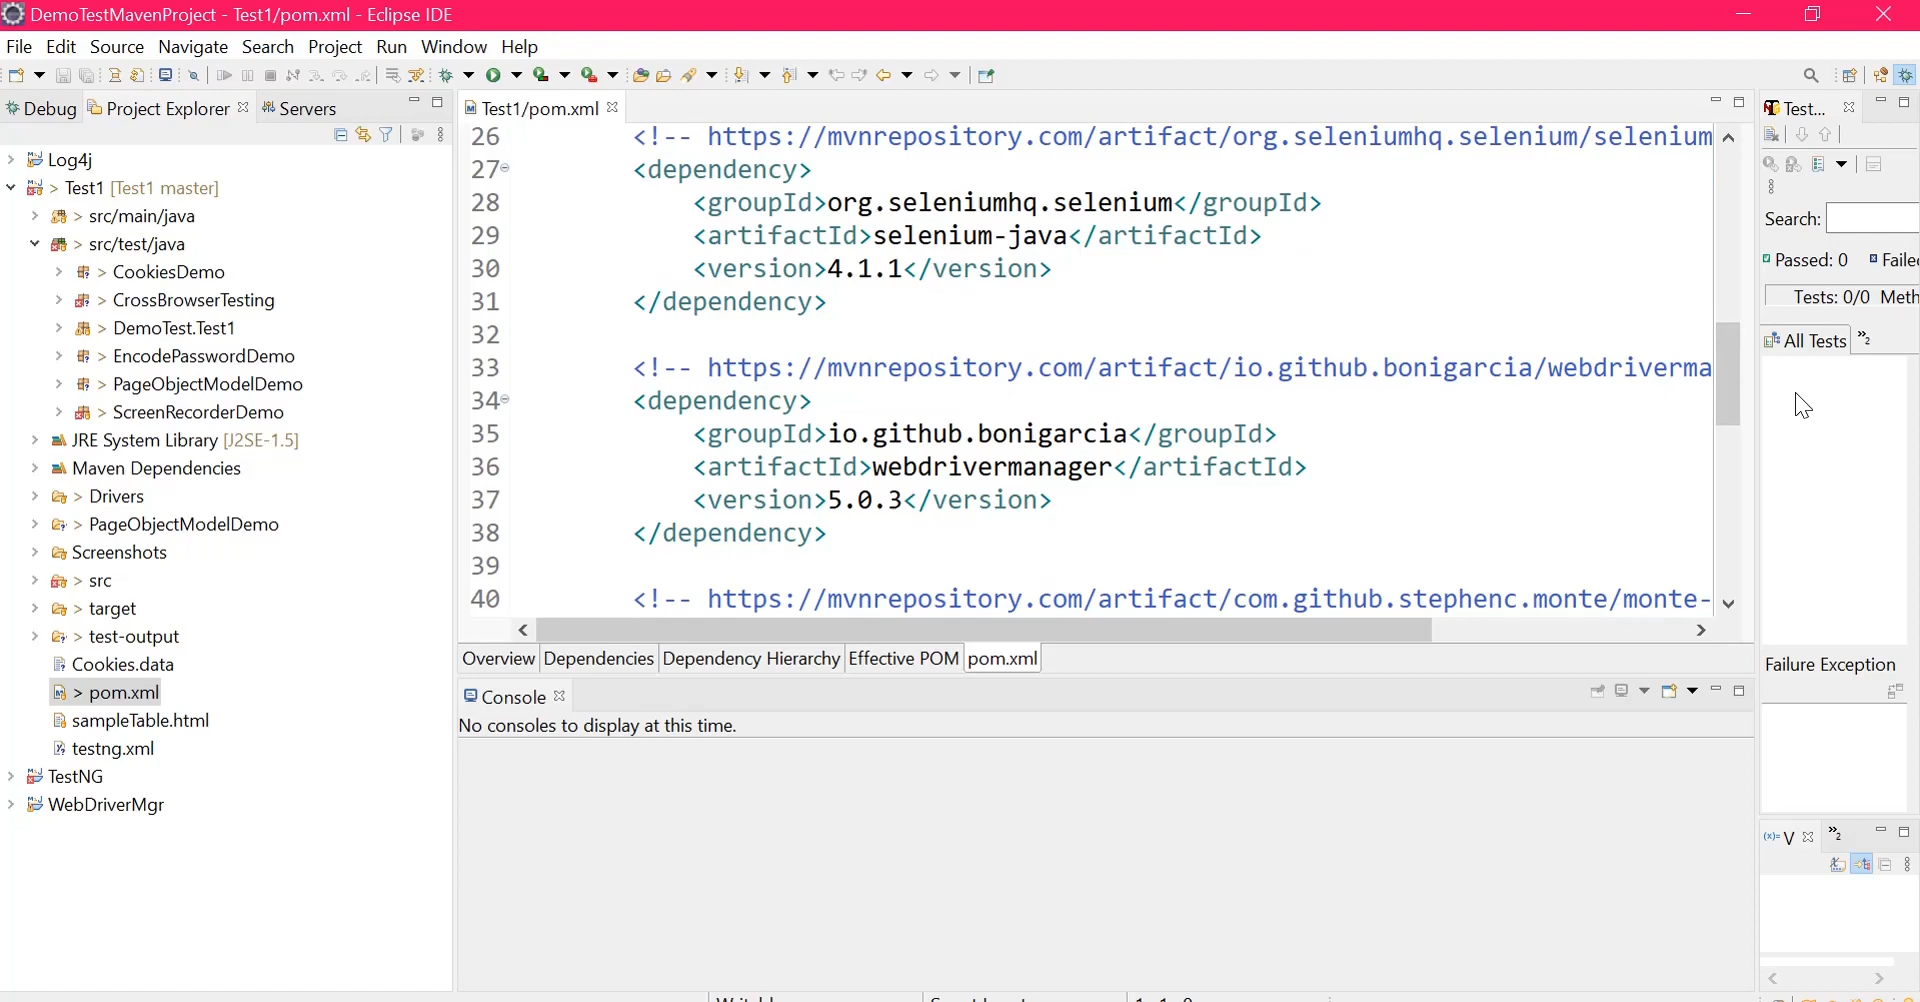 DemoTestMavenProject - Test1/pom.xml - Eclipse IDE
File Edit Source Navigate Search Project Run Window Help
Debug Project Explorer Servers
Log4j
> Test1 [Test1 master]
> src/main/java
> src/test/java
> CookiesDemo
> CrossBrowserTesting
> DemoTest.Test1
> EncodePasswordDemo
> PageObjectModelDemo
> ScreenRecorderDemo
JRE System Library [J2SE-1.5]
Maven Dependencies
> Drivers
> PageObjectModelDemo
Screenshots
> src
> target
> test-output
Cookies.data
> pom.xml
sampleTable.html
testng.xml
TestNG
WebDriverMgr
Test1/pom.xml
26 <!-- https://mvnrepository.com/artifact/org.seleniumhq.selenium/selenium
27 <dependency>
28 <groupId>org.seleniumhq.selenium</groupId>
29 <artifactId>selenium-java</artifactId>
30 <version>4.1.1</version>
31 </dependency>
32
33 <!-- https://mvnrepository.com/artifact/io.github.bonigarcia/webdriverma
34 <dependency>
35 <groupId>io.github.bonigarcia</groupId>
36 <artifactId>webdrivermanager</artifactId>
37 <version>5.0.3</version>
38 </dependency>
39
40 <!-- https://mvnrepository.com/artifact/com.github.stephenc.monte/monte-
Overview Dependencies Dependency Hierarchy Effective POM pom.xml
Console
No consoles to display at this time.
Test...
Search:
Passed: 0 Failed
Tests: 0/0 Meth
All Tests »2
Failure Exception
(x)= V »2